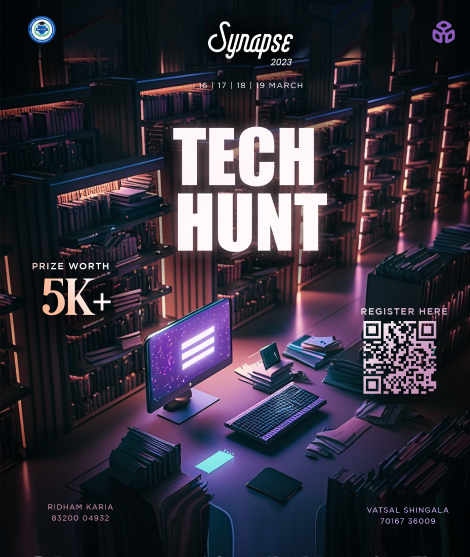 Synapse
2023
16 | 17 | 18 | 19 MARCH
TECH
HUNT
PRIZE WORTH
5K+
REGISTER HERE
RIDHAM KARIA
83200 04932
VATSAL SHINGALA
70167 36009